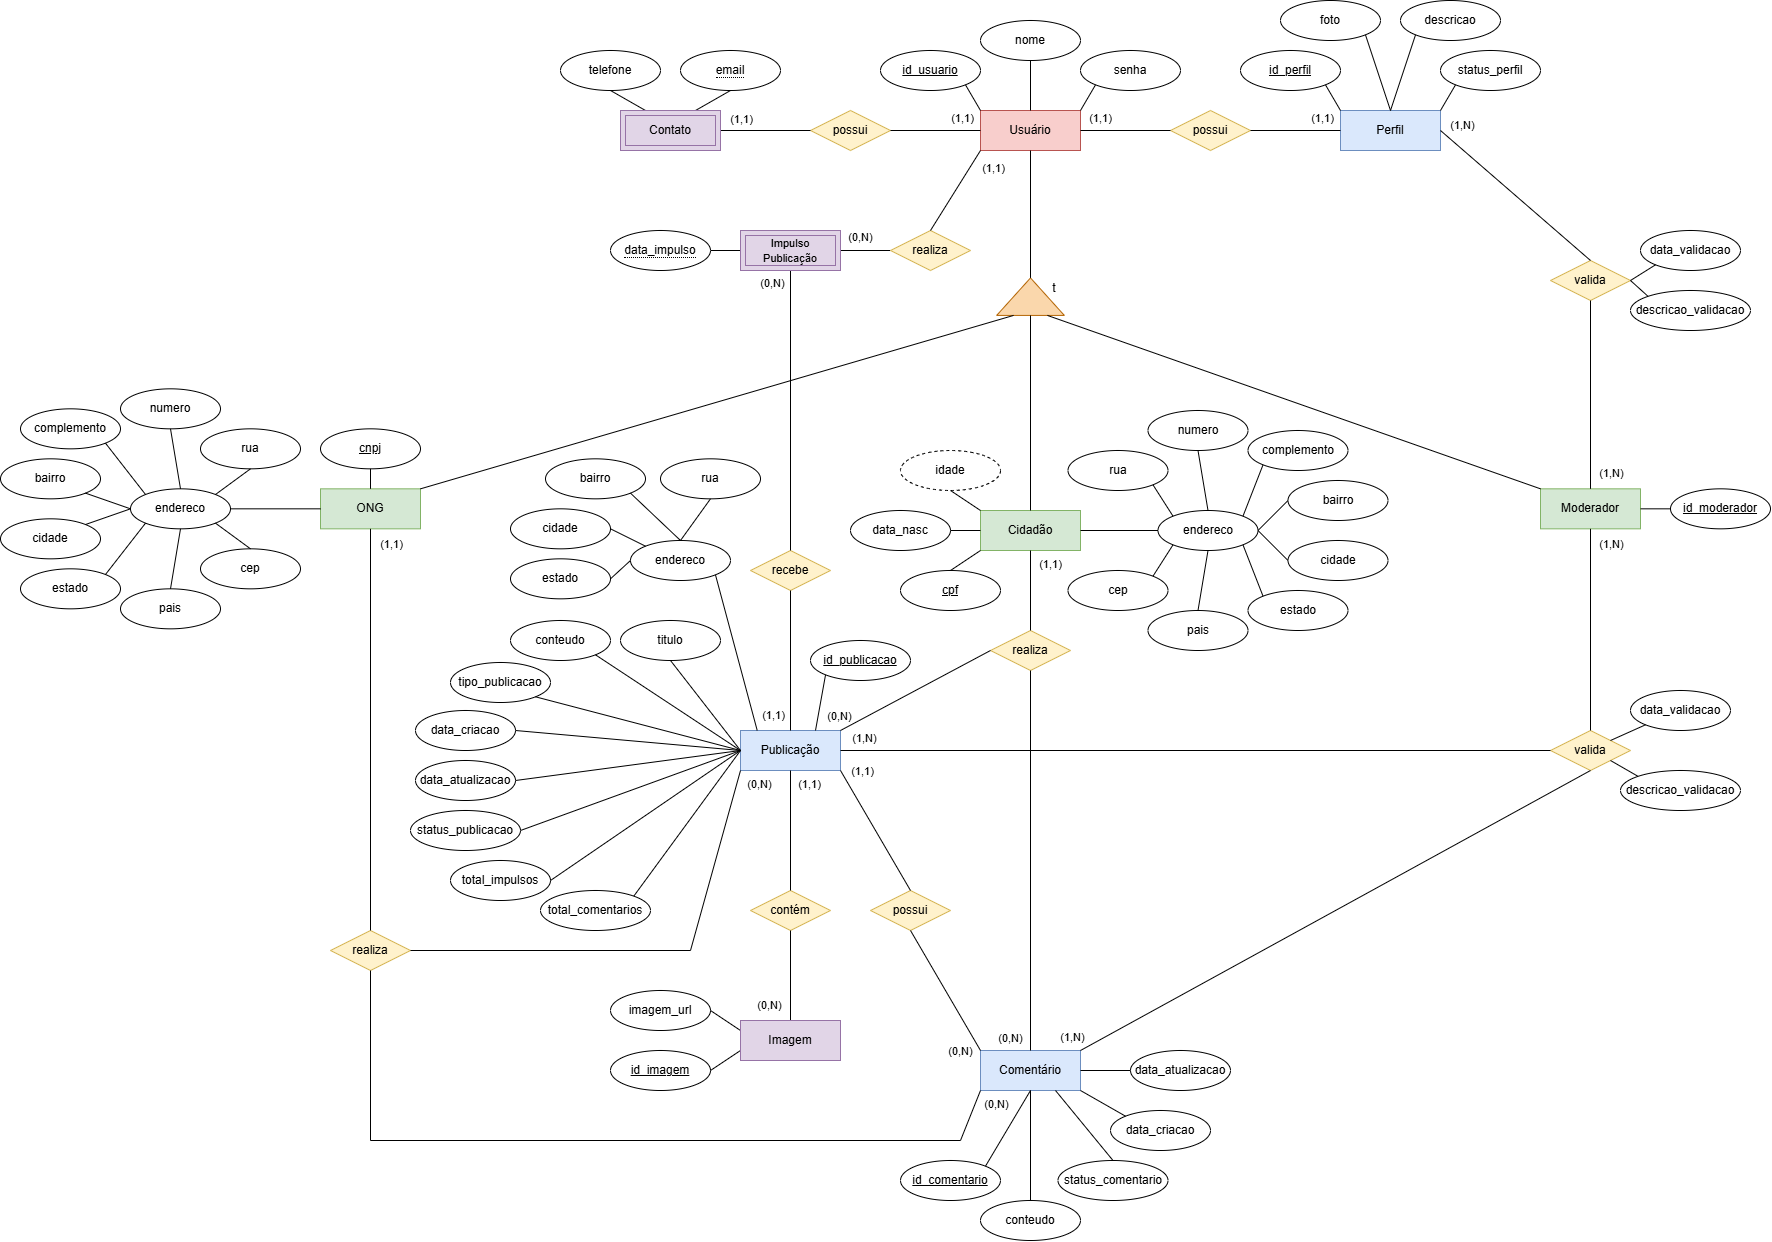 foto
descricao
nome
telefone
email
id_usuario
senha
id_perfil
status_perfil
Contato
(1,1)
possui
(1,1)
Usuário
(1,1)
possui
(1,1)
Perfil
(1,N)
(1,1)
data_impulso
Impulso
Publicação
(0,N)
realiza
data_validacao
valida
descricao_validacao
(0,N)
t
numero
complemento
rua
cnpj
bairro
endereco
ONG
cidade
(1,1)
estado
cep
pais
bairro
rua
cidade
endereco
estado
recebe
numero
idade
rua
complemento
data_nasc
Cidadão
endereco
bairro
(1,1)
cidade
cpf
cep
estado
pais
(1,N)
Moderador
id_moderador
(1,N)
conteudo
titulo
id_publicacao
realiza
tipo_publicacao
(1,1)
(0,N)
data_criacao
Publicação
(1,N)
data_validacao
valida
(1,1)
data_atualizacao
(0,N)
(1,1)
descricao_validacao
status_publicacao
total_impulsos
total_comentarios
contém
possui
realiza
(0,N)
imagem_url
Imagem
id_imagem
(0,N)
(0,N)
(1,N)
Comentário
data_atualizacao
(0,N)
data_criacao
id_comentario
status_comentario
conteudo